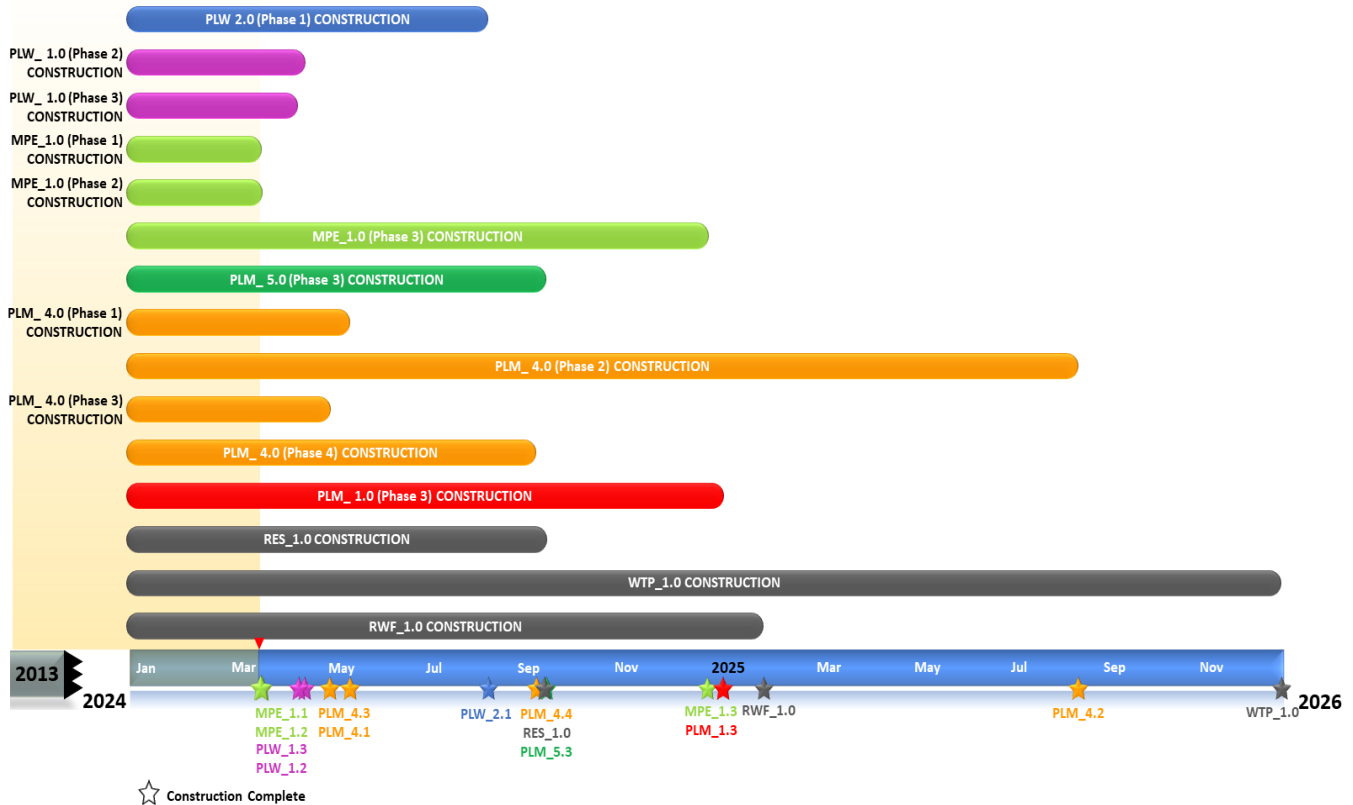 PLW 2.0 (Phase 1) CONSTRUCTION
PLW_ 1.0 (Phase 2)
CONSTRUCTION
PLW_ 1.0 (Phase 3)
CONSTRUCTION
MPE_1.0 (Phase 1)
CONSTRUCTION
MPE_1.0 (Phase 2)
CONSTRUCTION
MPE_1.0 (Phase 3) CONSTRUCTION
PLM_ 5.0 (Phase 3) CONSTRUCTION
PLM_ 4.0 (Phase 1)
CONSTRUCTION
PLM_ 4.0 (Phase 2) CONSTRUCTION
PLM_ 4.0 (Phase 3)
CONSTRUCTION
PLM_ 4.0 (Phase 4) CONSTRUCTION
PLM_ 1.0 (Phase 3) CONSTRUCTION
RES_1.0 CONSTRUCTION
WTP_1.0 CONSTRUCTION
RWF_1.0 CONSTRUCTION
2013
Jan Mar May Jul Sep Nov 2025 Mar May Jul Sep Nov
2024
2026
MPE_1.1
MPE_1.2
PLW_1.3
PLW_1.2
PLM_4.3
PLM_4.1
PLW_2.1
PLM_4.4
RES_1.0
PLM_5.3
MPE_1.3
PLM_1.3
RWF_1.0
PLM_4.2
WTP_1.0
Construction Complete